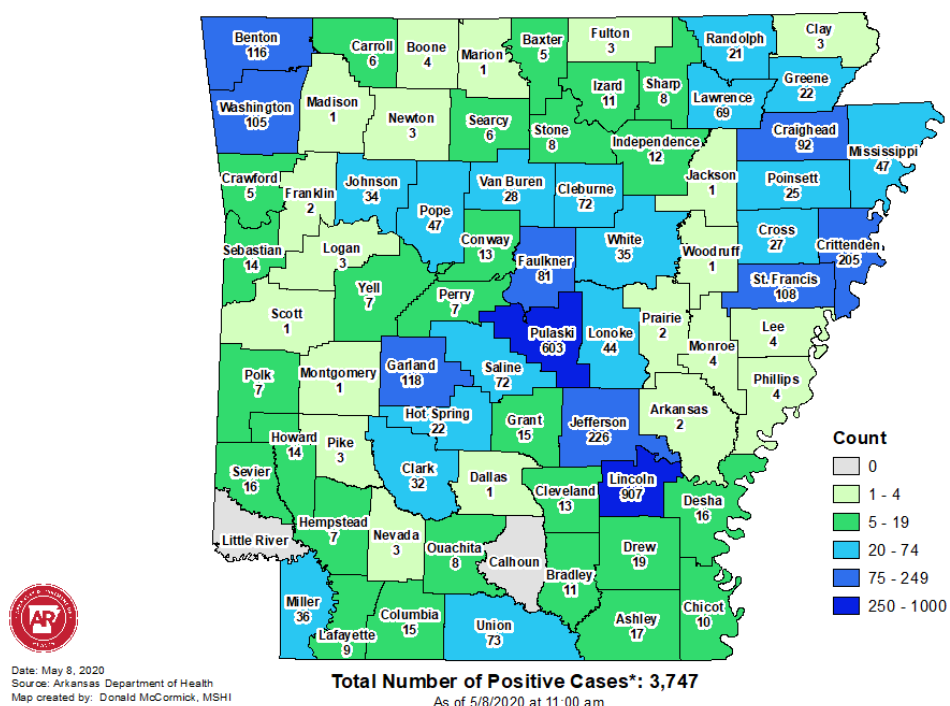 Benton
116
Carroll
6
Boone
4
Marion
1
Baxter
5
Fulton
3
Randolph
21
Clay
3
Washington
105
Madison
1
Newton
3
Searcy
6
Stone
8
Izard
11
Sharp
8
Lawrence
69
Greene
22
Independence
12
Craighead
92
Mississippi
47
Crawford
5
Franklin
2
Johnson
34
Pope
47
Van Buren
28
Cleburne
72
Jackson
1
Poinsett
25
Sebastian
14
Logan
3
Conway
13
Faulkner
81
White
35
Woodruff
1
Cross
27
Crittenden
205
St. Francis
108
Scott
1
Yell
7
Perry
7
Pulaski
603
Lonoke
44
Prairie
2
Monroe
4
Lee
4
Phillips
4
Polk
7
Montgomery
1
Garland
118
Saline
72
Hot Spring
22
Grant
15
Jefferson
226
Arkansas
2
Howard
14
Pike
3
Clark
32
Dallas
1
Cleveland
13
Lincoln
907
Desha
16
Sevier
16
Little River
Hempstead
7
Nevada
3
Ouachita
8
Calhoun
Bradley
11
Drew
19
Miller
36
Lafayette
9
Columbia
15
Union
73
Ashley
17
Chicot
10
Count
0
1 - 4
5 - 19
20 - 74
75 - 249
250 - 1000
AR
Date: May 8, 2020
Source: Arkansas Department of Health
Map created by: Donald McCormick, MSHI
Total Number of Positive Cases*: 3,747
As of 5/8/2020 at 11:00 am